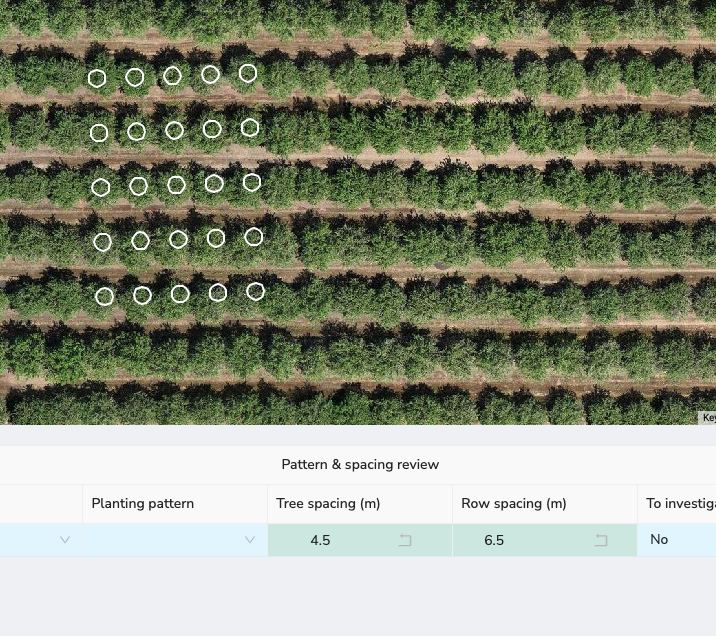 Key
Pattern & spacing review
Planting pattern
Tree spacing (m)
Row spacing (m)
To investiga
4.5
6.5
No